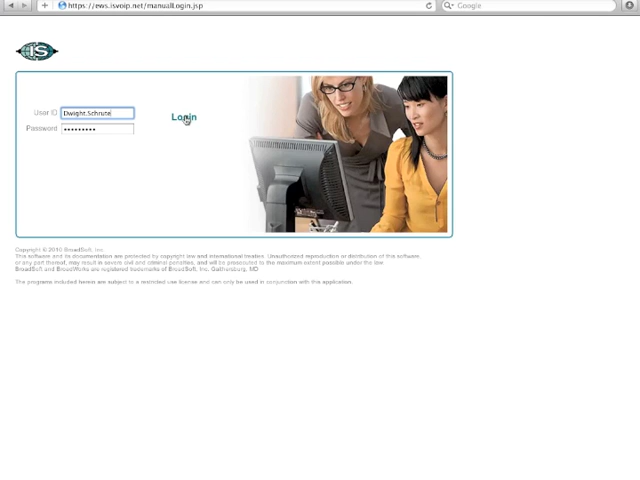 https://ews.isvoip.net/manualLogin.jsp
Google
IS
User ID
Dwight.Schrute
Login
Password
Copyright © 2010 BroadSoft, Inc.
This software and its documentation are protected by copyright law and international treaties. Unauthorized reproduction or distribution of this software,
or any part thereof, may result in severe civil and criminal penalties, and will be prosecuted to the maximum extent possible under the law.
BroadSoft and BroadWorks are registered trademarks of BroadSoft, Inc. Gaithersburg, MD
The programs included herein are subject to a restricted use license and can only be used in conjunction with this application.